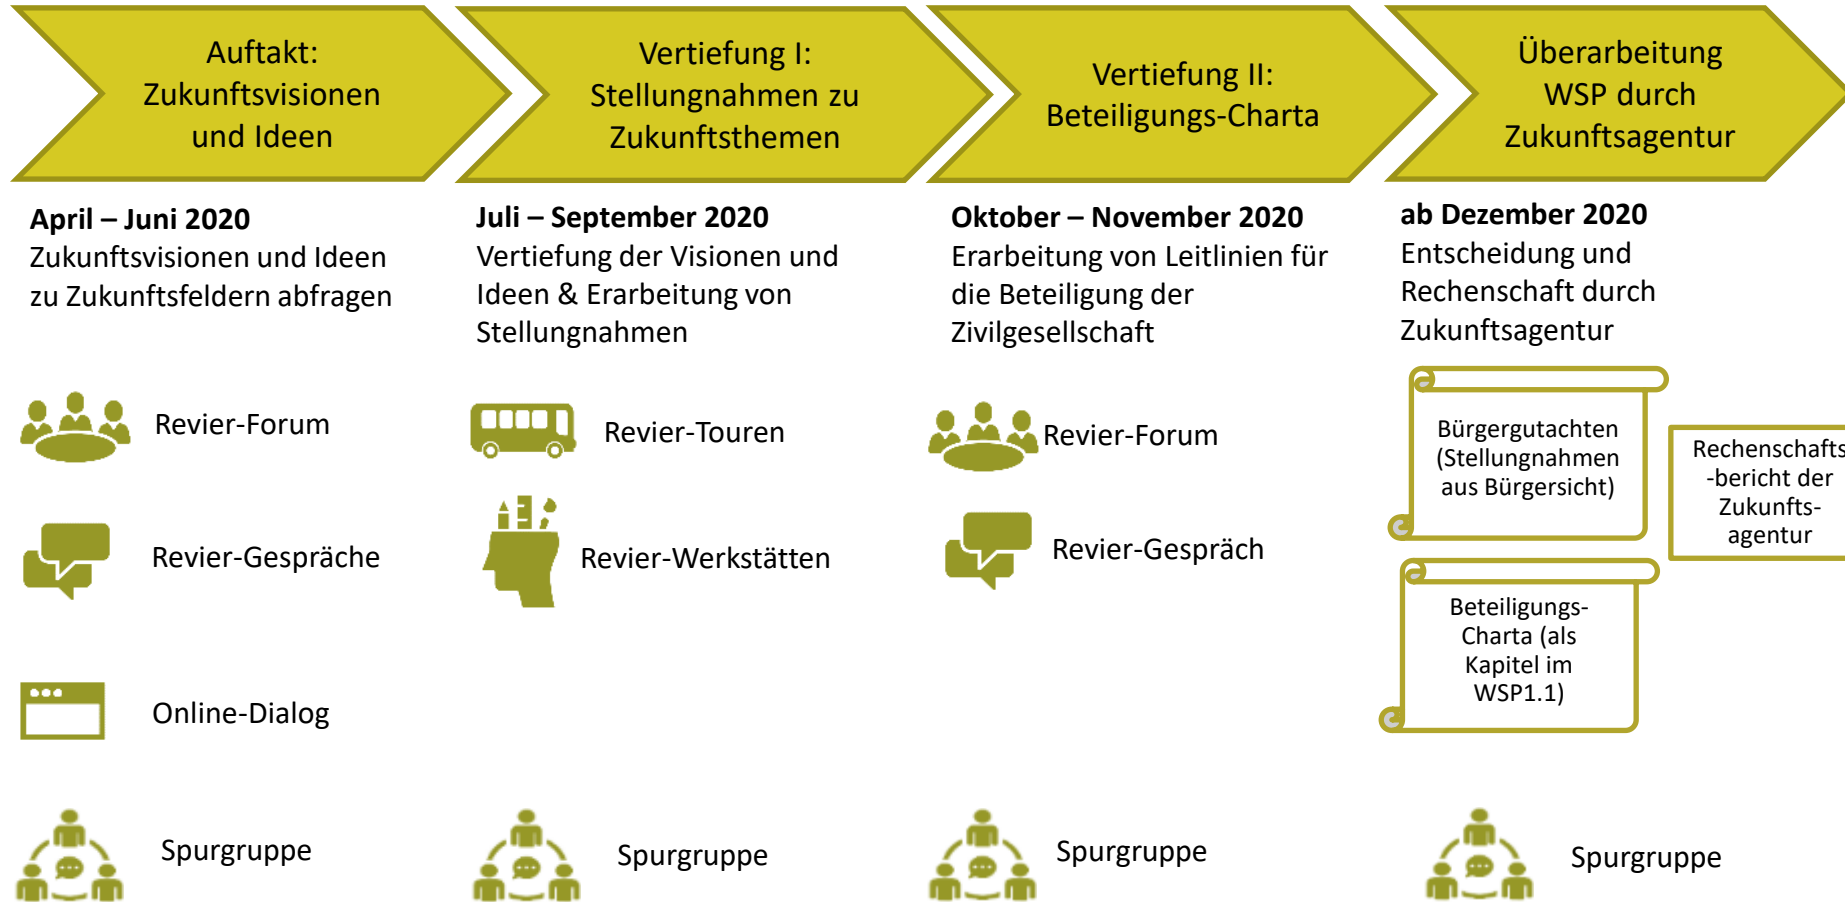 Auftakt:
Zukunftsvisionen
und Ideen
Vertiefung I:
Stellungnahmen zu
Zukunftsthemen
Vertiefung II:
Beteiligungs-Charta
Überarbeitung
WSP durch
Zukunftsagentur
April – Juni 2020
Zukunftsvisionen und Ideen
zu Zukunftsfeldern abfragen
Revier-Forum
Revier-Gespräche
Online-Dialog
Spurgruppe
Juli – September 2020
Vertiefung der Visionen und
Ideen & Erarbeitung von
Stellungnahmen
Revier-Touren
Revier-Werkstätten
Spurgruppe
Oktober – November 2020
Erarbeitung von Leitlinien für
die Beteiligung der
Zivilgesellschaft
Revier-Forum
Revier-Gespräch
Spurgruppe
ab Dezember 2020
Entscheidung und
Rechenschaft durch
Zukunftsagentur
Bürgergutachten
(Stellungnahmen
aus Bürgersicht)
Rechenschafts
-bericht der
Zukunfts-
agentur
Beteiligungs-
Charta (als
Kapitel im
WSP1.1)
Spurgruppe